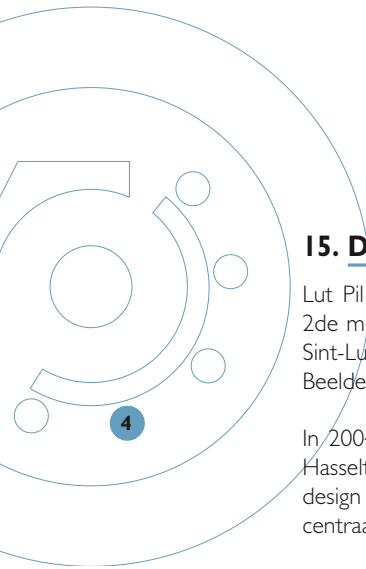 15. D
Lut Pil
2de m
Sint-Lu
Beelde
In 200
Hasselt
design
centraa
4